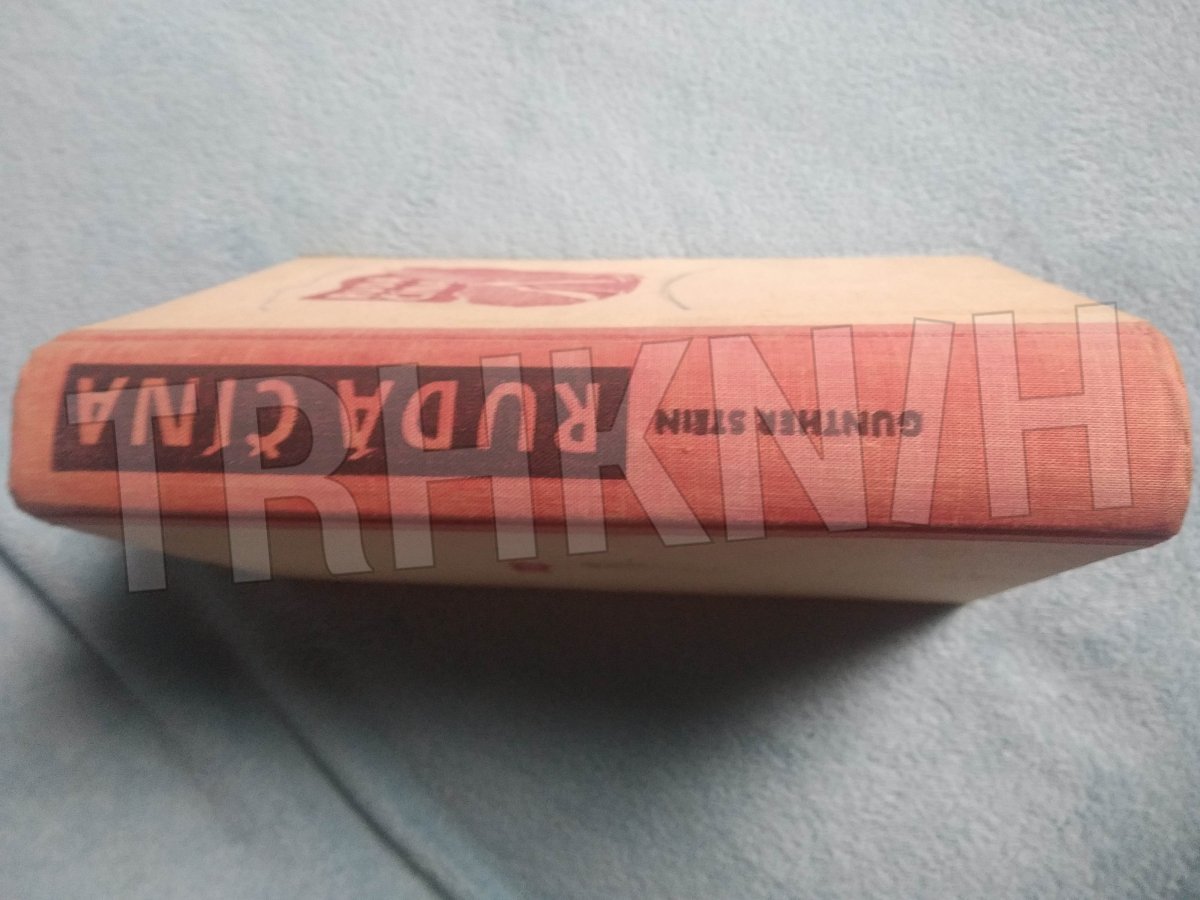 GUNTHER STEIN
RUDÁ ČÍNA
TRHKNIH